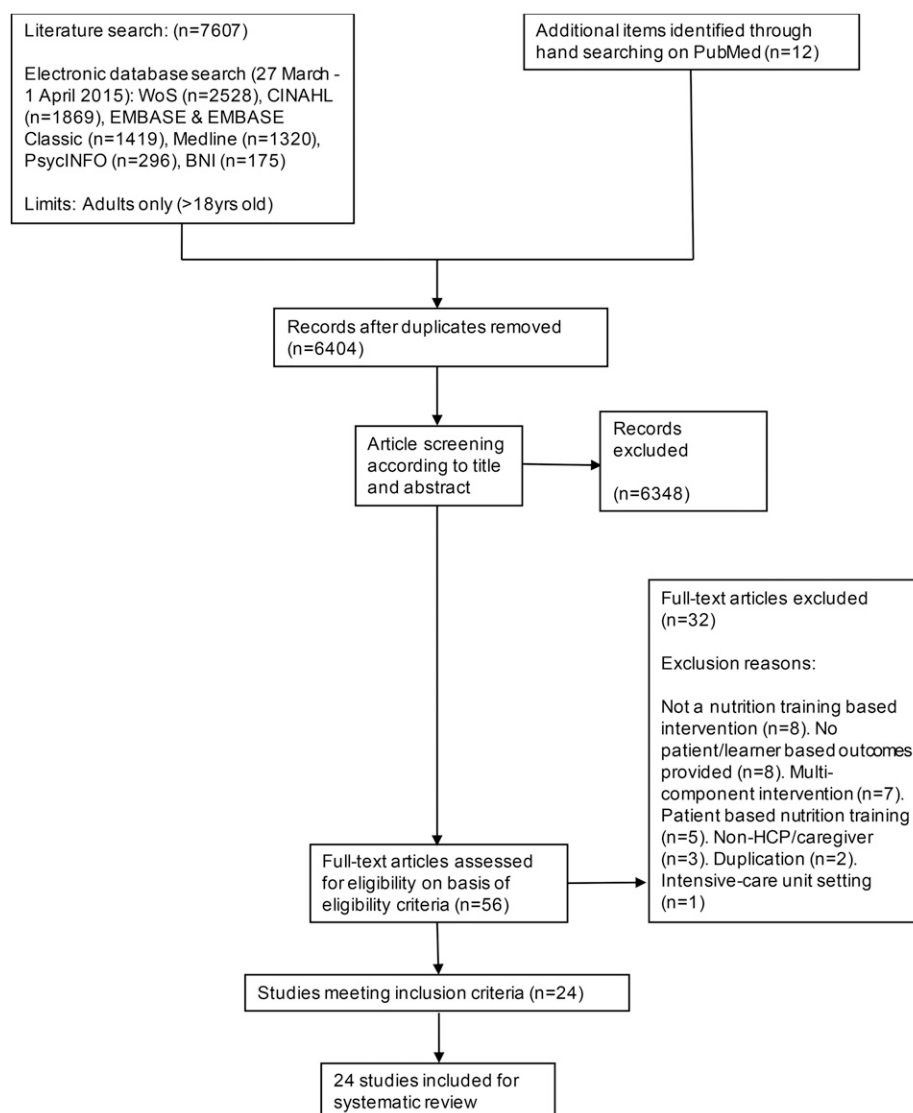 Literature search: (n=7607)
Electronic database search (27 March -
1 April 2015): WoS (n=2528), CINAHL
(n=1869), EMBASE & EMBASE
Classic (n=1419), Medline (n=1320),
PsycINFO (n=296), BNI (n=175)
Limits: Adults only (>18yrs old)
Additional items identified through
hand searching on PubMed (n=12)
Records after duplicates removed
(n=6404)
Article screening
according to title
and abstract
Records
excluded
(n=6348)
Full-text articles excluded
(n=32)
Exclusion reasons:
Not a nutrition training based
intervention (n=8). No
patient/learner based outcomes
provided (n=8). Multi-
component intervention (n=7).
Patient based nutrition training
(n=5). Non-HCP/caregiver
(n=3). Duplication (n=2).
Intensive-care unit setting
(n=1)
Full-text articles assessed
for eligibility on basis of
eligibility criteria (n=56)
Studies meeting inclusion criteria (n=24)
24 studies included for
systematic review